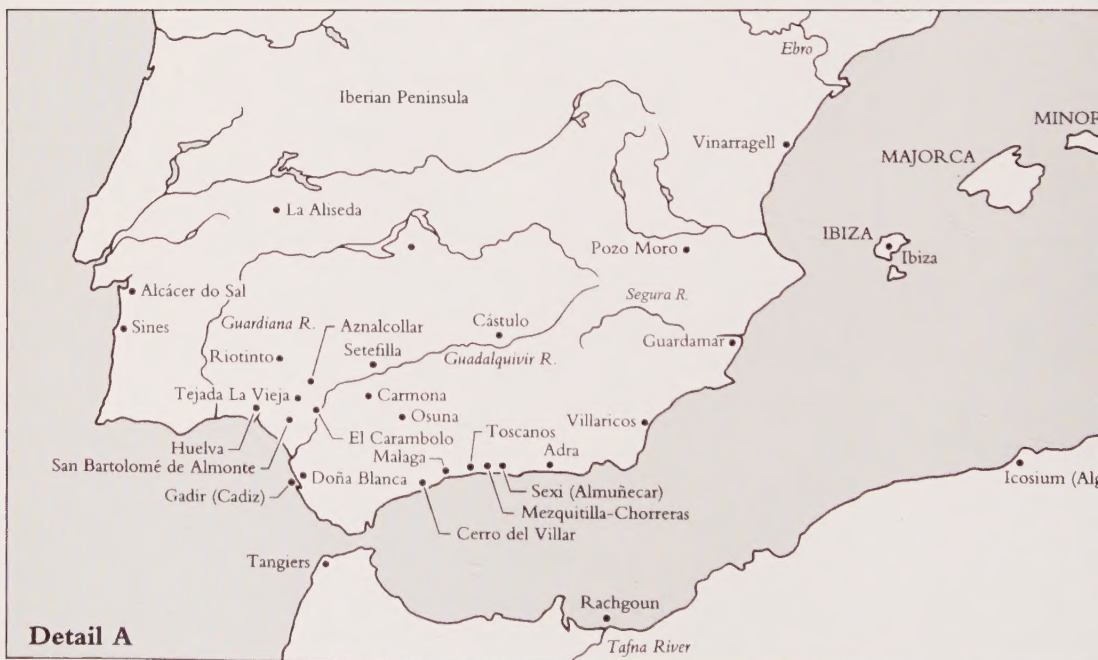 Ebro
Iberian Peninsula
MINOR
Vinarragell
MAJORCA
La Aliseda
IBIZA
Pozo Moro
Ibiza
Alcácer do Sal
Segura R.
Guardiana R.
Aznalcollar
Cástulo
Sines
Guardamar
Riotinto
Setefilla
Guadalquivír R.
Tejada La Vieja
Carmona
Osuna
Villaricos
Huelva
El Carambolo
Toscanos
San Bartolomé de Almonte
Malaga
Adra
Doña Blanca
Sexi (Almuñecar)
Icosium (Alg
Gadir (Cadiz)
Mezquitilla-Chorreras
Cerro del Villar
Tangiers
Rachgoun
Detail A
Tafna River